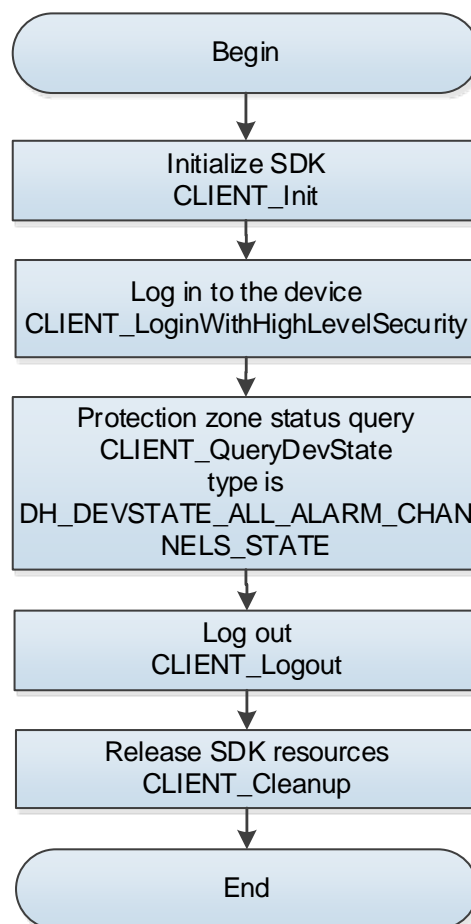 Begin
Initialize SDK
CLIENT_Init
Log in to the device
CLIENT_LoginWithHighLevelSecurity
Protection zone status query
CLIENT_QueryDevState
type is
DH_DEVSTATE_ALL_ALARM_CHAN
NELS_STATE
Log out
CLIENT_Logout
Release SDK resources
CLIENT_Cleanup
End